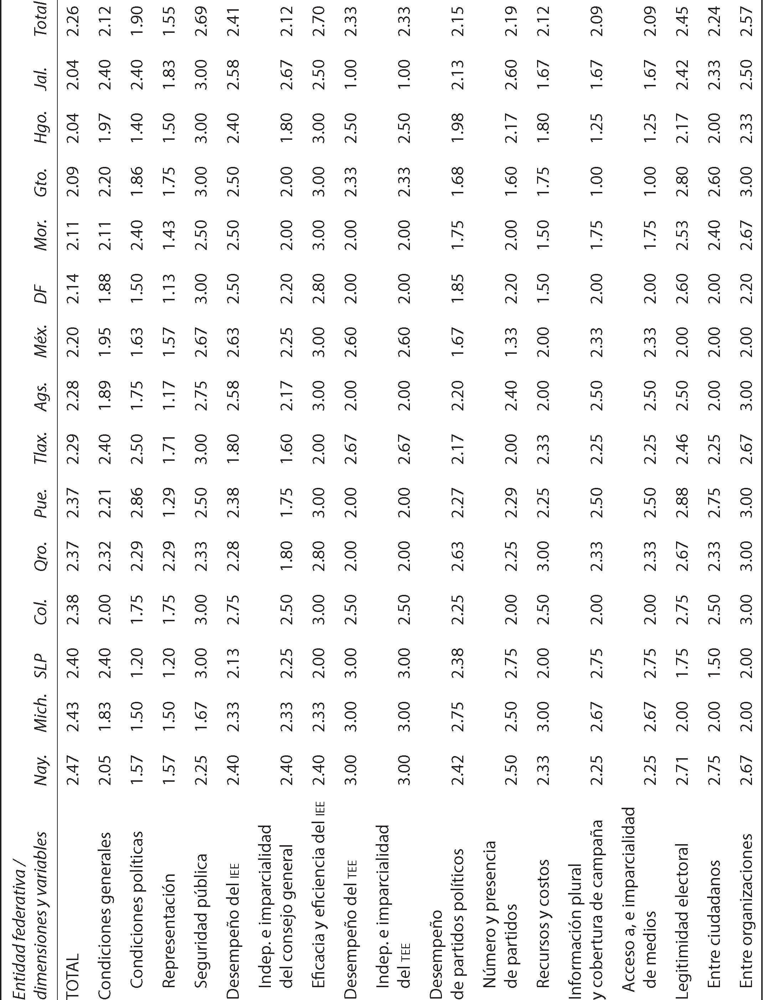 Entidad federativa /
dimensiones y variables Nay. Mich. SLP Col. Qro. Pue. Tlax. Ags. Méx. DF Mor. Gto. Hgo. Jal. Total
TOTAL 2.47 2.43 2.40 2.38 2.37 2.37 2.29 2.28 2.20 2.14 2.11 2.09 2.04 2.04 2.26
Condiciones generales 2.05 1.83 2.40 2.00 2.32 2.21 2.40 1.89 1.95 1.88 2.11 2.20 1.97 2.40 2.12
Condiciones políticas 1.57 1.50 1.20 1.75 2.29 2.86 2.50 1.75 1.63 1.50 2.40 1.86 1.40 2.40 1.90
Representación 1.57 1.50 1.20 1.75 2.29 1.29 1.71 1.17 1.57 1.13 1.43 1.75 1.50 1.83 1.55
Seguridad pública 2.25 1.67 3.00 3.00 2.33 2.50 3.00 2.75 2.67 3.00 2.50 3.00 3.00 3.00 2.69
Desempeño del IEE 2.40 2.33 2.13 2.75 2.28 2.38 1.80 2.58 2.63 2.50 2.50 2.50 2.40 2.58 2.41
Indep. e imparcialidad
del consejo general 2.40 2.33 2.25 2.50 1.80 1.75 1.60 2.17 2.25 2.20 2.00 2.00 1.80 2.67 2.12
Eficacia y eficiencia del IEE 2.40 2.33 2.00 3.00 2.80 3.00 2.00 3.00 3.00 2.80 3.00 3.00 3.00 2.50 2.70
Desempeño del TEE 3.00 3.00 3.00 2.50 2.00 2.00 2.67 2.00 2.60 2.00 2.00 2.33 2.50 1.00 2.33
Indep. e imparcialidad
del TEE 3.00 3.00 3.00 2.50 2.00 2.00 2.67 2.00 2.60 2.00 2.00 2.33 2.50 1.00 2.33
Desempeño
de partidos políticos 2.42 2.75 2.38 2.25 2.63 2.27 2.17 2.20 1.67 1.85 1.75 1.68 1.98 2.13 2.15
Número y presencia
de partidos 2.50 2.50 2.75 2.00 2.25 2.29 2.00 2.40 1.33 2.20 2.00 1.60 2.17 2.60 2.19
Recursos y costos 2.33 3.00 2.00 2.50 3.00 2.25 2.33 2.00 2.00 1.50 1.50 1.75 1.80 1.67 2.12
Información plural
y cobertura de campaña 2.25 2.67 2.75 2.00 2.33 2.50 2.25 2.50 2.33 2.00 1.75 1.00 1.25 1.67 2.09
Acceso a, e imparcialidad
de medios 2.25 2.67 2.75 2.00 2.33 2.50 2.25 2.50 2.33 2.00 1.75 1.00 1.25 1.67 2.09
Legitimidad electoral 2.71 2.00 1.75 2.75 2.67 2.88 2.46 2.50 2.00 2.60 2.53 2.80 2.17 2.42 2.45
Entre ciudadanos 2.75 2.00 1.50 2.50 2.33 2.75 2.25 2.00 2.00 2.00 2.40 2.60 2.00 2.33 2.24
Entre organizaciones 2.67 2.00 2.00 3.00 3.00 3.00 2.67 3.00 2.00 2.20 2.67 3.00 2.33 2.50 2.57